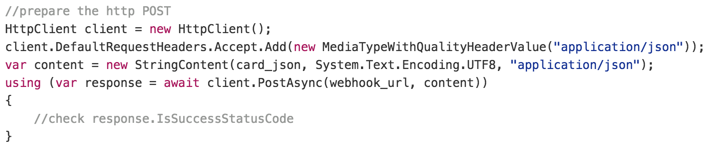 //prepare the http POST
HttpClient client = new HttpClient();
client.DefaultRequestHeaders.Accept.Add(new MediaTypeWithQualityHeaderValue("application/json"));
var content = new StringContent(card_json, System.Text.Encoding.UTF8, "application/json");
using (var response = await client.PostAsync(webhook_url, content))
{
    //check response.IsSuccessStatusCode
}